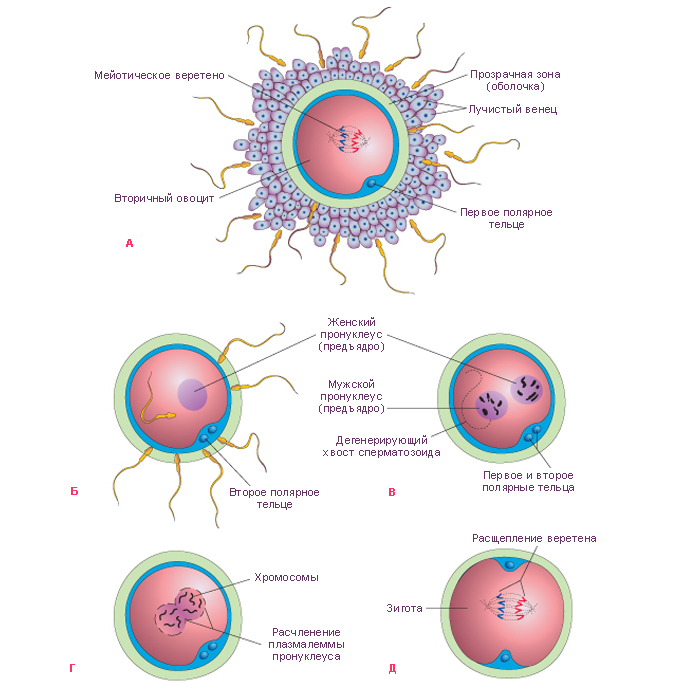 Мейотическое веретено
Прозрачная зона
(оболочка)
Лучистый венец
Вторичный овоцит
Первое полярное
тельце
А
Женский
пронуклеус
(предъядро)
Мужской
пронуклеус
(предъядро)
Дегенерирующий
хвост сперматозоида
Второе полярное
тельце
Первое и второе
полярные тельца
Б
В
Хромосомы
Расчленение
плазмалеммы
пронуклеуса
Г
Расщепление веретена
Зигота
Д